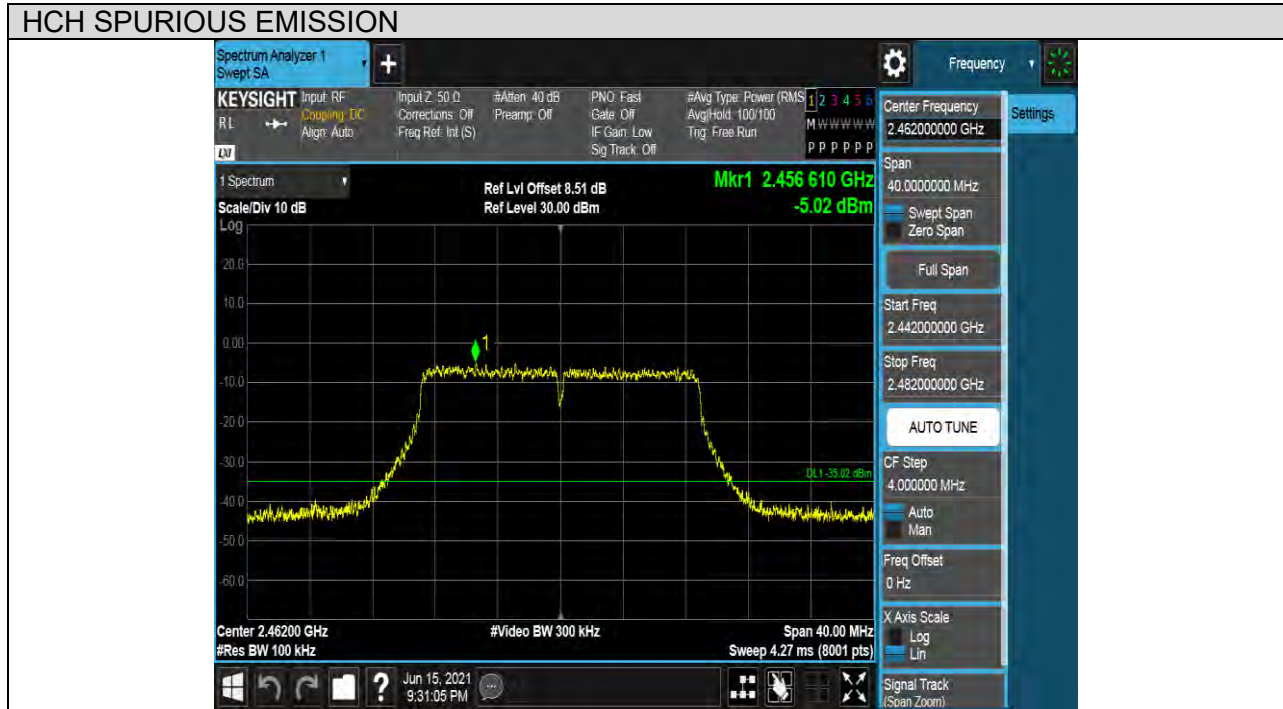 HCH SPURIOUS EMISSION
Spectrum Analyzer 1
Swept SA
+
Frequency
KEYSIGHT
RL
LXI
Input: RF
Coupling: DC
Align: Auto
Input Z: 50 Ω
Corrections: Off
Freq Ref: Int (S)
#Atten: 40 dB
Preamp: Off
PNO: Fast
Gate: Off
IF Gain: Low
Sig Track: Off
#Avg Type: Power (RMS
Avg|Hold: 100/100
Trig: Free Run
1 2 3 4 5 6
M W W W W W
P P P P P P
1 Spectrum
Scale/Div 10 dB
Ref Lvl Offset 8.51 dB
Ref Level 30.00 dBm
Mkr1 2.456 610 GHz
-5.02 dBm
Log
20.0
10.0
0.00
-10.0
-20.0
-30.0
-40.0
-50.0
-60.0
1
DL1 -35.02 dBm
Center 2.46200 GHz
#Res BW 100 kHz
#Video BW 300 kHz
Span 40.00 MHz
Sweep 4.27 ms (8001 pts)
Center Frequency
2.462000000 GHz
Settings
Span
40.0000000 MHz
Swept Span
Zero Span
Full Span
Start Freq
2.442000000 GHz
Stop Freq
2.482000000 GHz
AUTO TUNE
CF Step
4.000000 MHz
Auto
Man
Freq Offset
0 Hz
X Axis Scale
Log
Lin
Signal Track
(Span Zoom)
?
Jun 15, 2021
9:31:05 PM